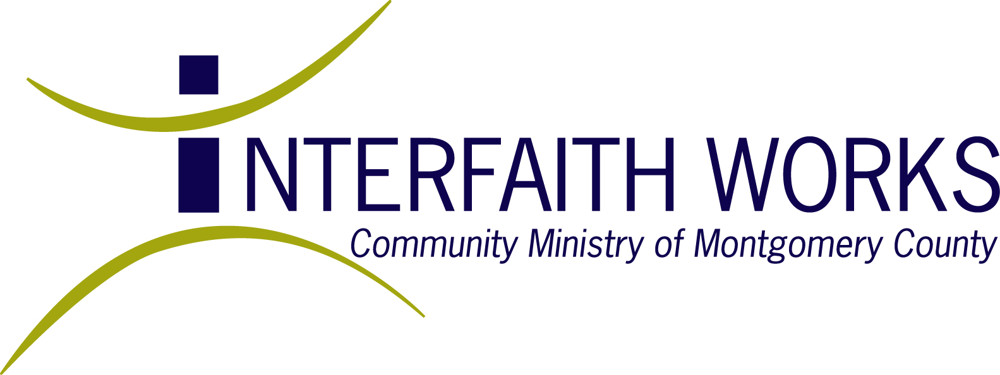 iNTERFAITH WORKS
Community Ministry of Montgomery County